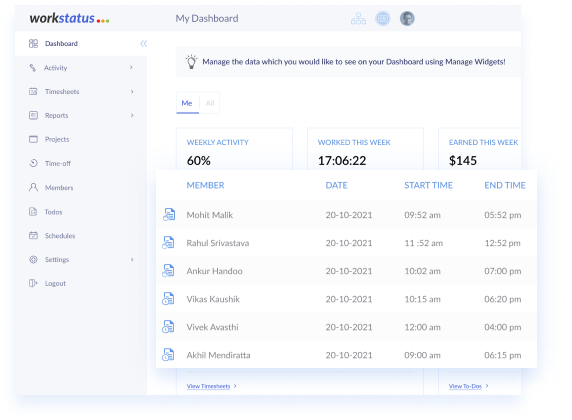 workstatus
My Dashboard
Dashboard
Activity
Timesheets
Reports
Projects
Time-off
Members
Todos
Schedules
Settings
Logout
Manage the data which you would like to see on your Dashboard using Manage Widgets!
Me All
WEEKLY ACTIVITY WORKED THIS WEEK EARNED THIS WEEK
60% 17:06:22 $145
MEMBER DATE START TIME END TIME
Mohit Malik 20-10-2021 09:52 am 05:52 pm
Rahul Srivastava 20-10-2021 11 :52 am 12:52 pm
Ankur Handoo 20-10-2021 10:02 am 07:00 pm
Vikas Kaushik 20-10-2021 10:15 am 06:20 pm
Vivek Avasthi 20-10-2021 12:00 am 04:00 pm
Akhil Mendiratta 20-10-2021 09:00 am 06:15 pm
View Timesheets > View To-Dos >